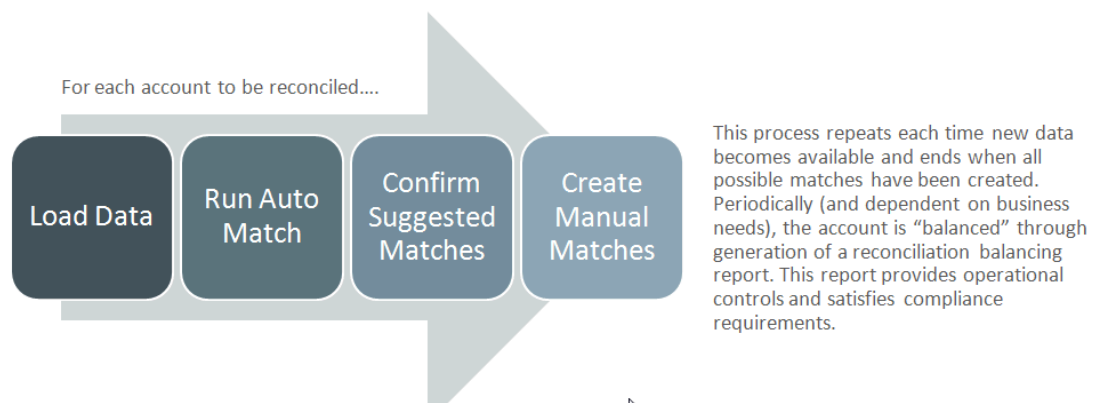 For each account to be reconciled....
Load Data
Run Auto
Match
Confirm
Suggested
Matches
Create
Manual
Matches
This process repeats each time new data
becomes available and ends when all
possible matches have been created.
Periodically (and dependent on business
needs), the account is “balanced” through
generation of a reconciliation balancing
report. This report provides operational
controls and satisfies compliance
requirements.